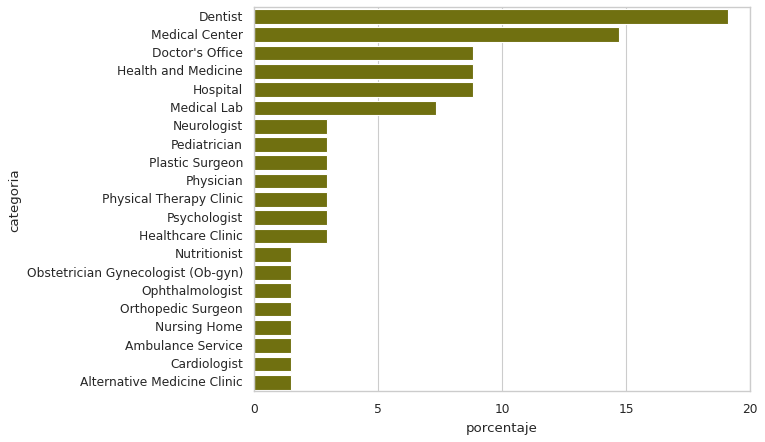 Dentist
Medical Center
Doctor's Office
Health and Medicine
Hospital
Medical Lab
Neurologist
Pediatrician
Plastic Surgeon
Physician
Physical Therapy Clinic
Psychologist
Healthcare Clinic
Nutritionist
Obstetrician Gynecologist (Ob-gyn)
Ophthalmologist
Orthopedic Surgeon
Nursing Home
Ambulance Service
Cardiologist
Alternative Medicine Clinic
categoria
0 5 10 15 20
porcentaje